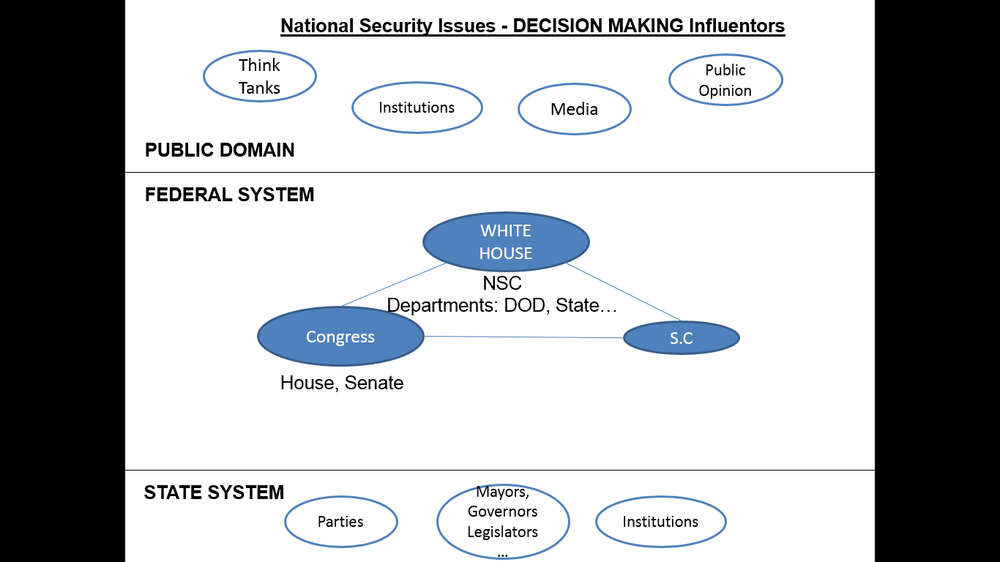 National Security Issues - DECISION MAKING Influentors
Think
Tanks
Institutions
Media
Public
Opinion
PUBLIC DOMAIN
FEDERAL SYSTEM
WHITE
HOUSE
NSC
Departments: DOD, State…
Congress
S.C
House, Senate
STATE SYSTEM
Parties
Mayors,
Governors
Legislators
…
Institutions